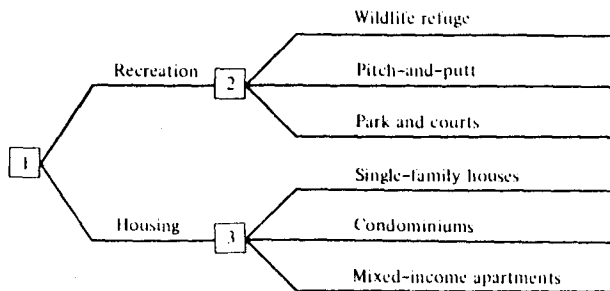 Wildlife refuge
Recreation
2
Pitch-and-putt
Park and courts
1
Single-family houses
Housing
3
Condominiums
Mixed-income apartments